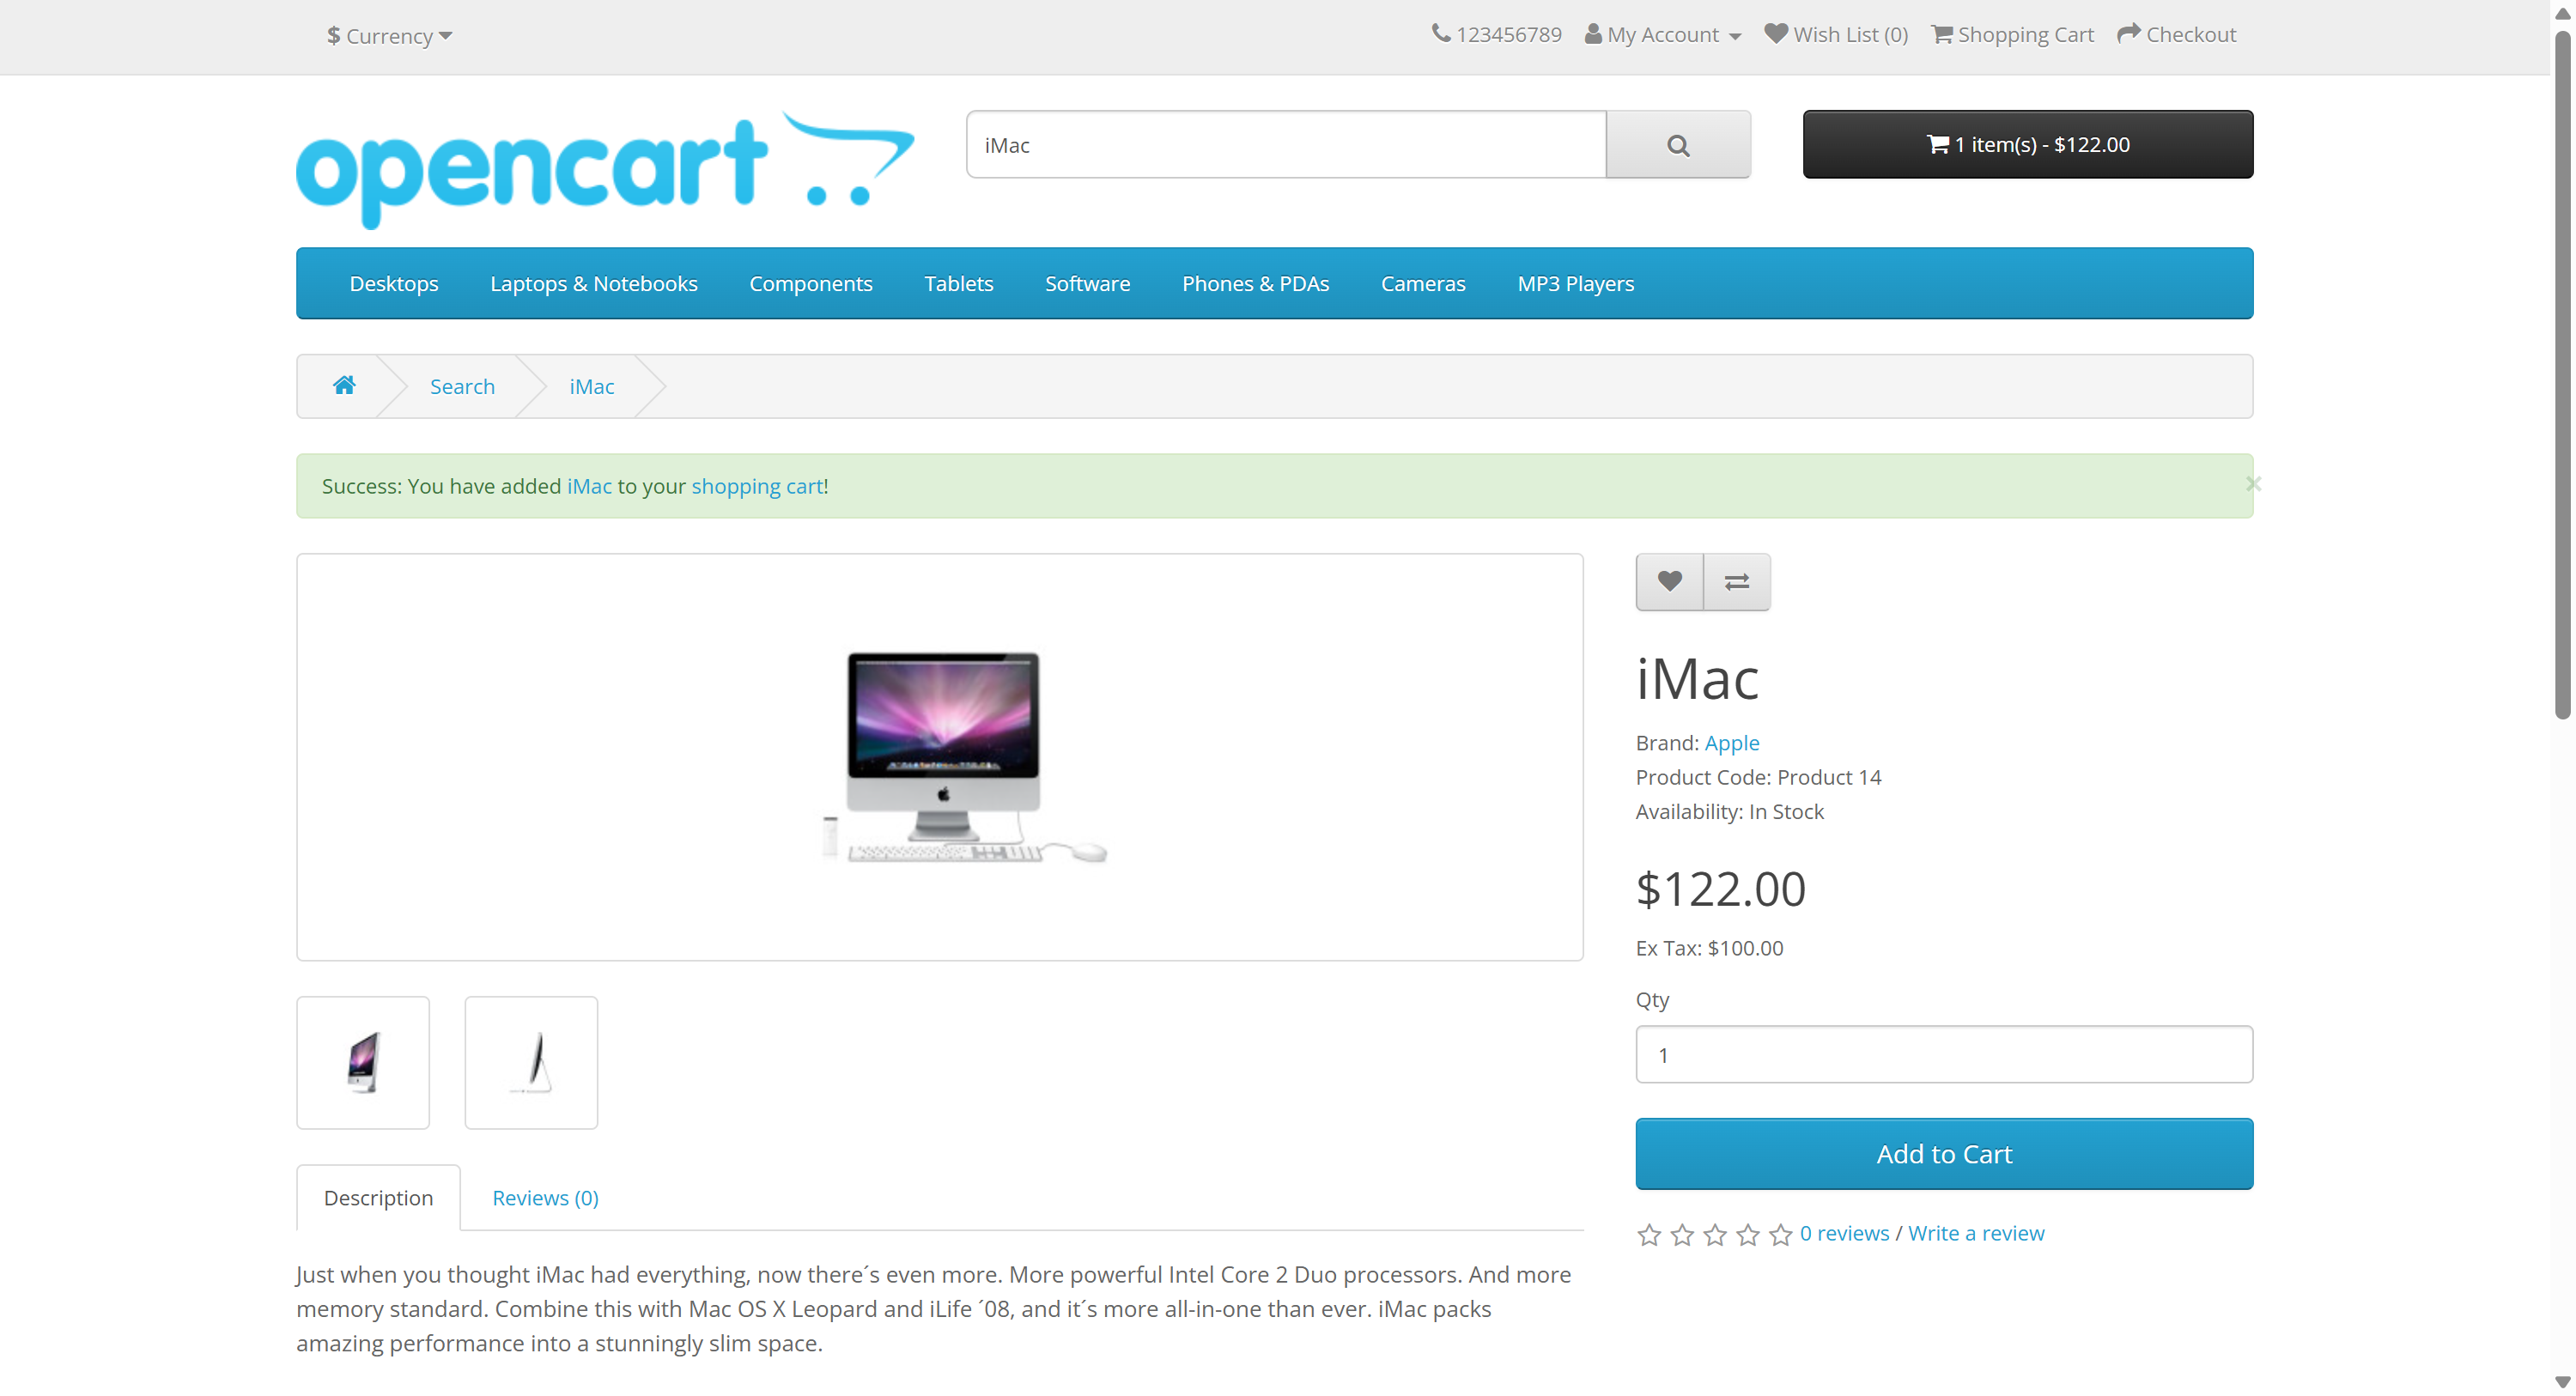 $ Currency
123456789 My Account Wish List (0) Shopping Cart Checkout
opencart
iMac
1 item(s) - $122.00
Desktops Laptops & Notebooks Components Tablets Software Phones & PDAs Cameras MP3 Players
Search iMac
Success: You have added iMac to your shopping cart!
×
iMac
Brand: Apple
Product Code: Product 14
Availability: In Stock
$122.00
Ex Tax: $100.00
Qty
1
Add to Cart
0 reviews / Write a review
Description Reviews (0)
Just when you thought iMac had everything, now there´s even more. More powerful Intel Core 2 Duo processors. And more
memory standard. Combine this with Mac OS X Leopard and iLife ´08, and it´s more all-in-one than ever. iMac packs
amazing performance into a stunningly slim space.